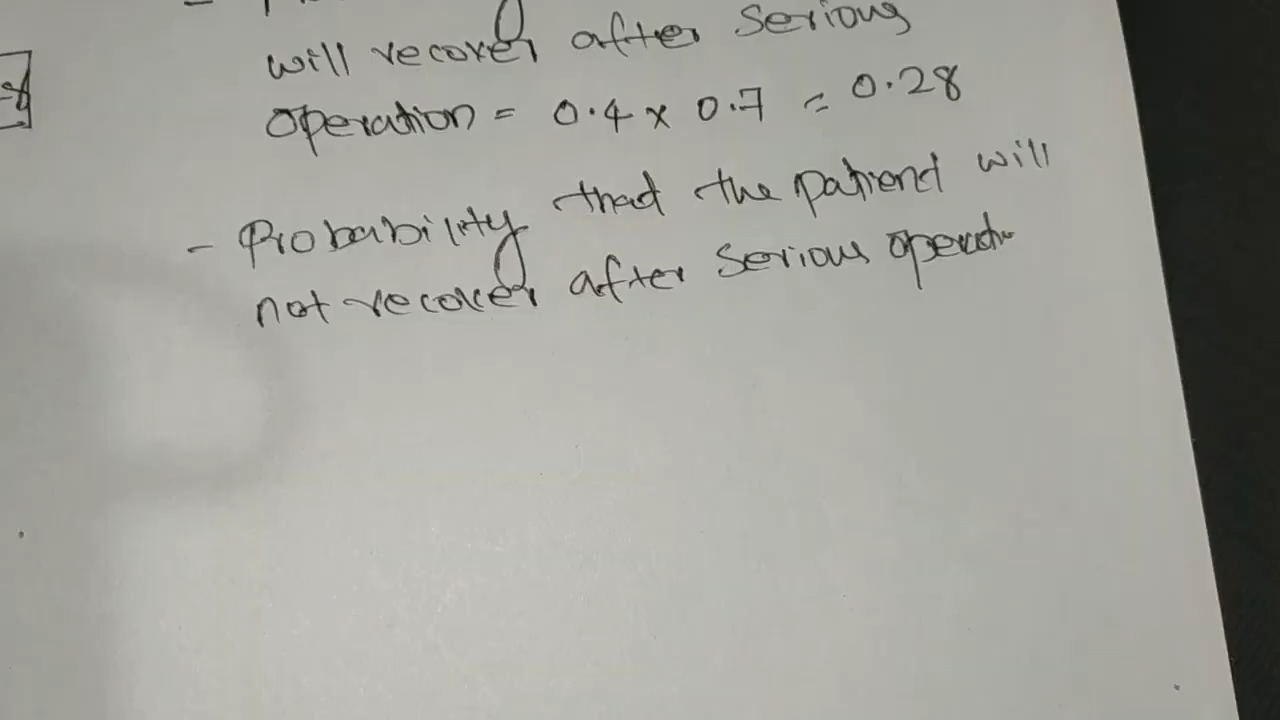 will recover after serious
operation = 0.4 x 0.7 = 0.28
- Probability that the patient will
not recover after serious operatio